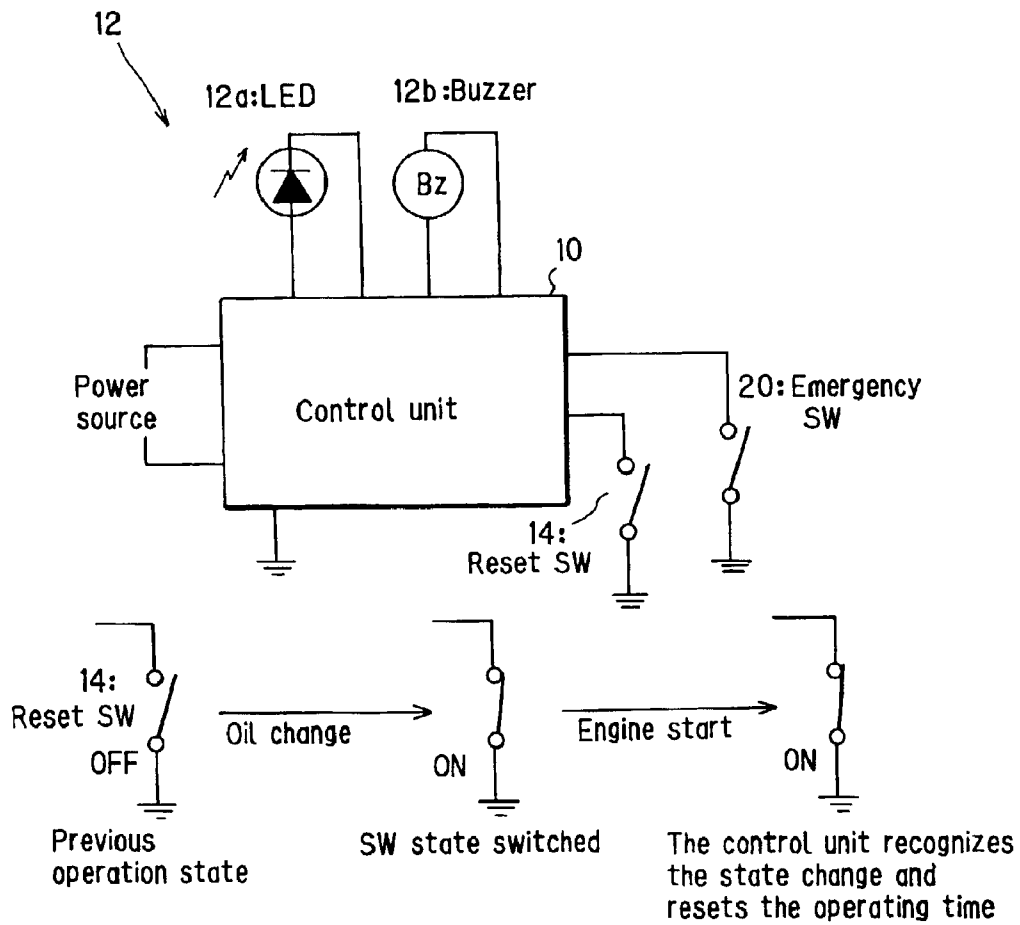 12
12a:LED
12b:Buzzer
Bz
10
Power
source
Control unit
20: Emergency
SW
14:
Reset SW
14:
Reset SW
OFF
Oil change
ON
Engine start
ON
Previous
operation state
SW state switched
The control unit recognizes
the state change and
resets the operating time